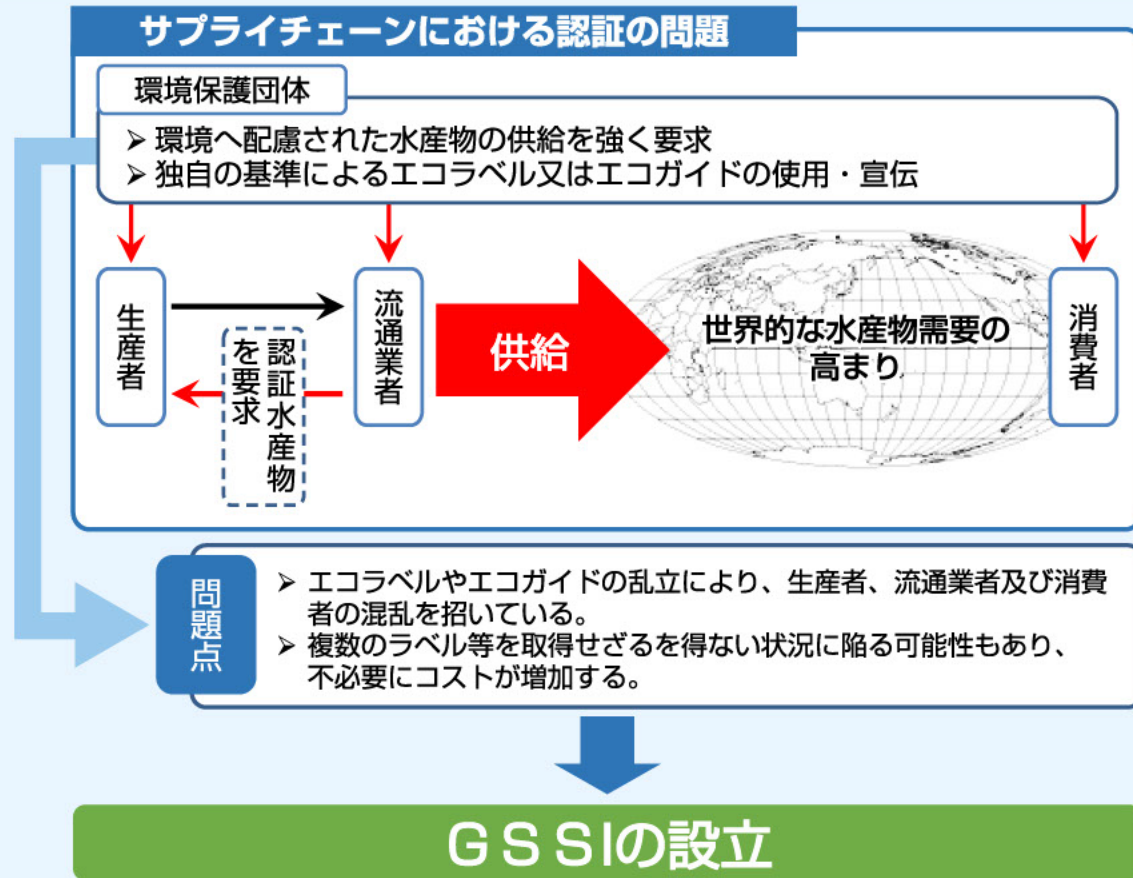 サプライチェーンにおける認証の問題
環境保護団体
➢ 環境へ配慮された水産物の供給を強く要求
➢ 独自の基準によるエコラベル又はエコガイドの使用・宣伝
生産者
認証水産物
を要求
流通業者
供給
世界的な水産物需要の
高まり
消費者
問題点
➢ エコラベルやエコガイドの乱立により、生産者、流通業者及び消費
者の混乱を招いている。
➢ 複数のラベル等を取得せざるを得ない状況に陥る可能性もあり、
不必要にコストが増加する。
ＧＳＳＩの設立